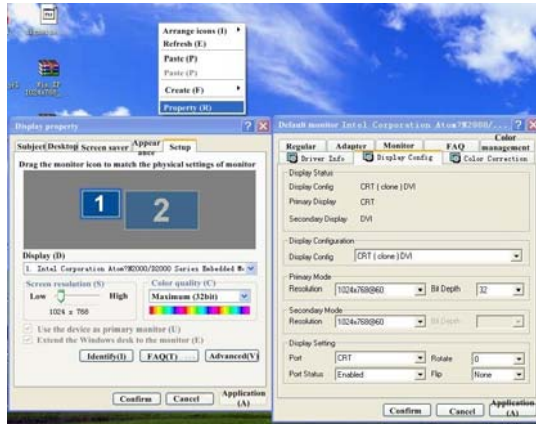 Arrange icons (I)
Refresh (E)
Paste (P)
Paste (P)
Create (F)
Property (R)
Display property
Subject Desktop Screen saver Appearance Setup
Drag the monitor icon to match the physical settings of monitor
1 2
Display (D)
1. Intel Corporation Atom?N2000/D2000 Series Embedded
Screen resolution (S)
Low High
1024 x 768
Color quality (C)
Maximum (32bit)
Use the device as primary monitor (U)
Extend the Windows desk to the monitor (E)
Identify(I) FAQ(T) Advanced(V)
Confirm Cancel Application (A)
Default monitor Intel Corporation Atom?N2000/...
Regular Adapter Monitor FAQ Color management
Driver Info Display Config Color Correction
Display Status
Display Config CRT ( clone ) DVI
Primary Display CRT
Secondary Display DVI
Display Configuration
Display Config CRT ( clone ) DVI
Primary Mode
Resolution 1024x768@60 Bit Depth 32
Secondary Mode
Resolution 1024x768@60 Bit Depth
Display Setting
Port CRT Rotate 0
Port Status Enabled Flip None
Confirm Cancel Application (A)